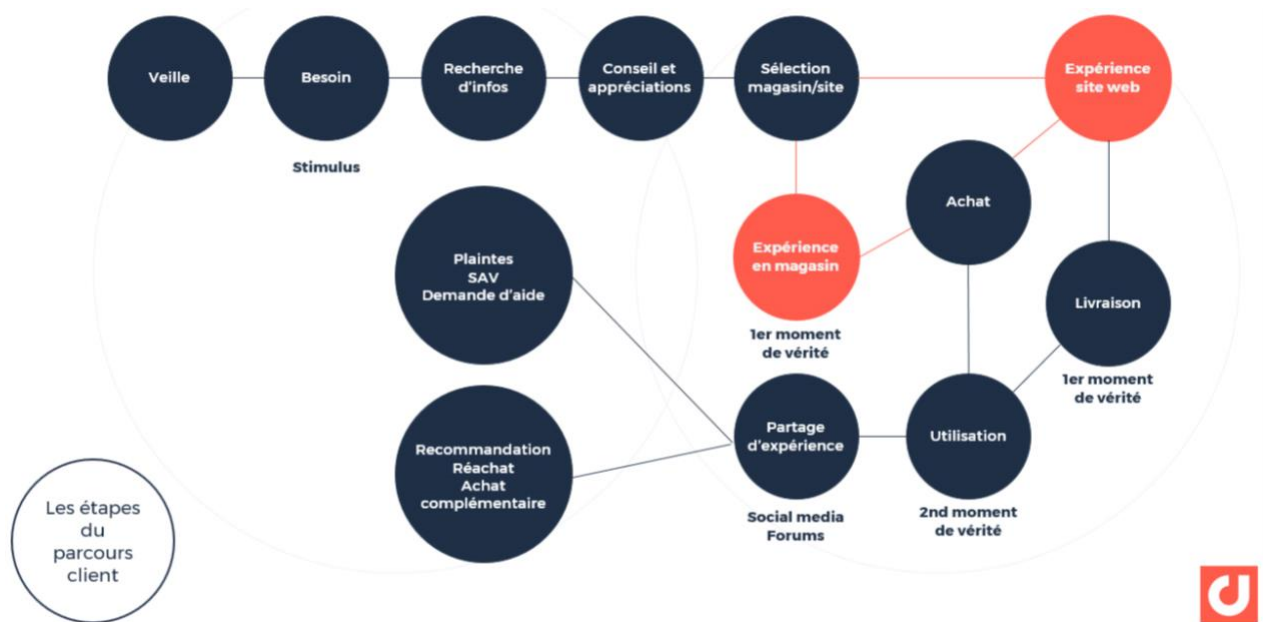 Veille
Besoin
Recherche
d'infos
Conseil et
appréciations
Sélection
magasin/site
Expérience
site web
Stimulus
Achat
Expérience
en magasin
1er moment
de vérité
Livraison
1er moment
de vérité
Plaintes
SAV
Demande d'aide
Partage
d'expérience
Social media
Forums
Utilisation
2nd moment
de vérité
Recommandation
Réachat
Achat
complémentaire
Les étapes
du
parcours
client